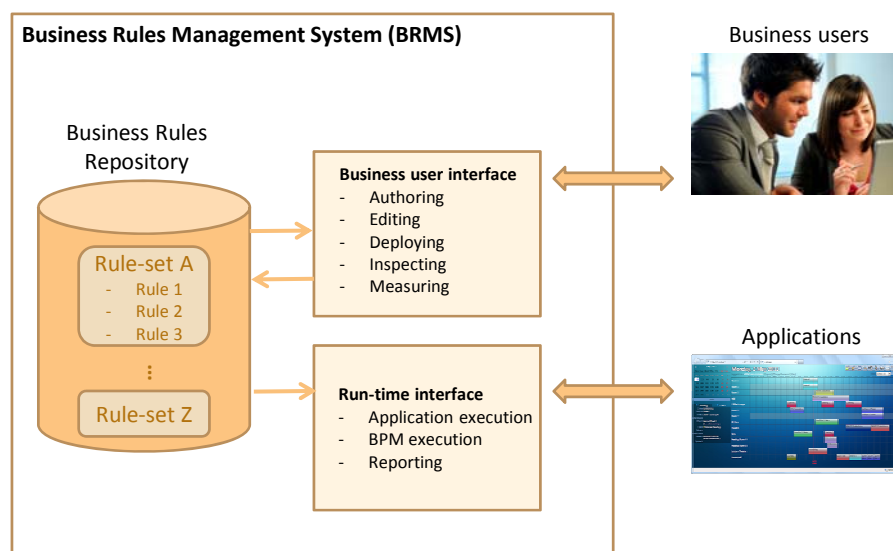 Business Rules Management System (BRMS)
Business users
Business Rules
Repository
Rule-set A
- Rule 1
- Rule 2
- Rule 3
...
Rule-set Z
Business user interface
- Authoring
- Editing
- Deploying
- Inspecting
- Measuring
Run-time interface
- Application execution
- BPM execution
- Reporting
Applications